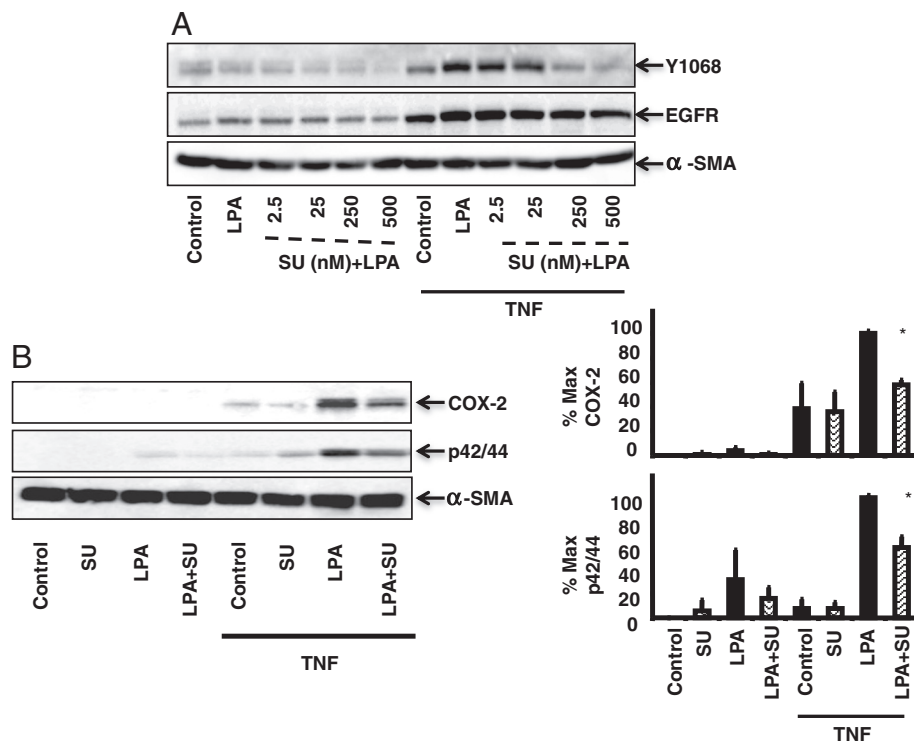 A
Y1068
EGFR
α -SMA
Control
LPA
2.5
25
250
500
Control
LPA
2.5
25
250
500
SU (nM)+LPA
SU (nM)+LPA
TNF
B
COX-2
p42/44
α-SMA
Control
SU
LPA
LPA+SU
Control
SU
LPA
LPA+SU
TNF
% Max
COX-2
100
80
60
40
20
0
*
% Max
p42/44
100
80
60
40
20
0
*
Control
SU
LPA
LPA+SU
Control
SU
LPA
LPA+SU
TNF